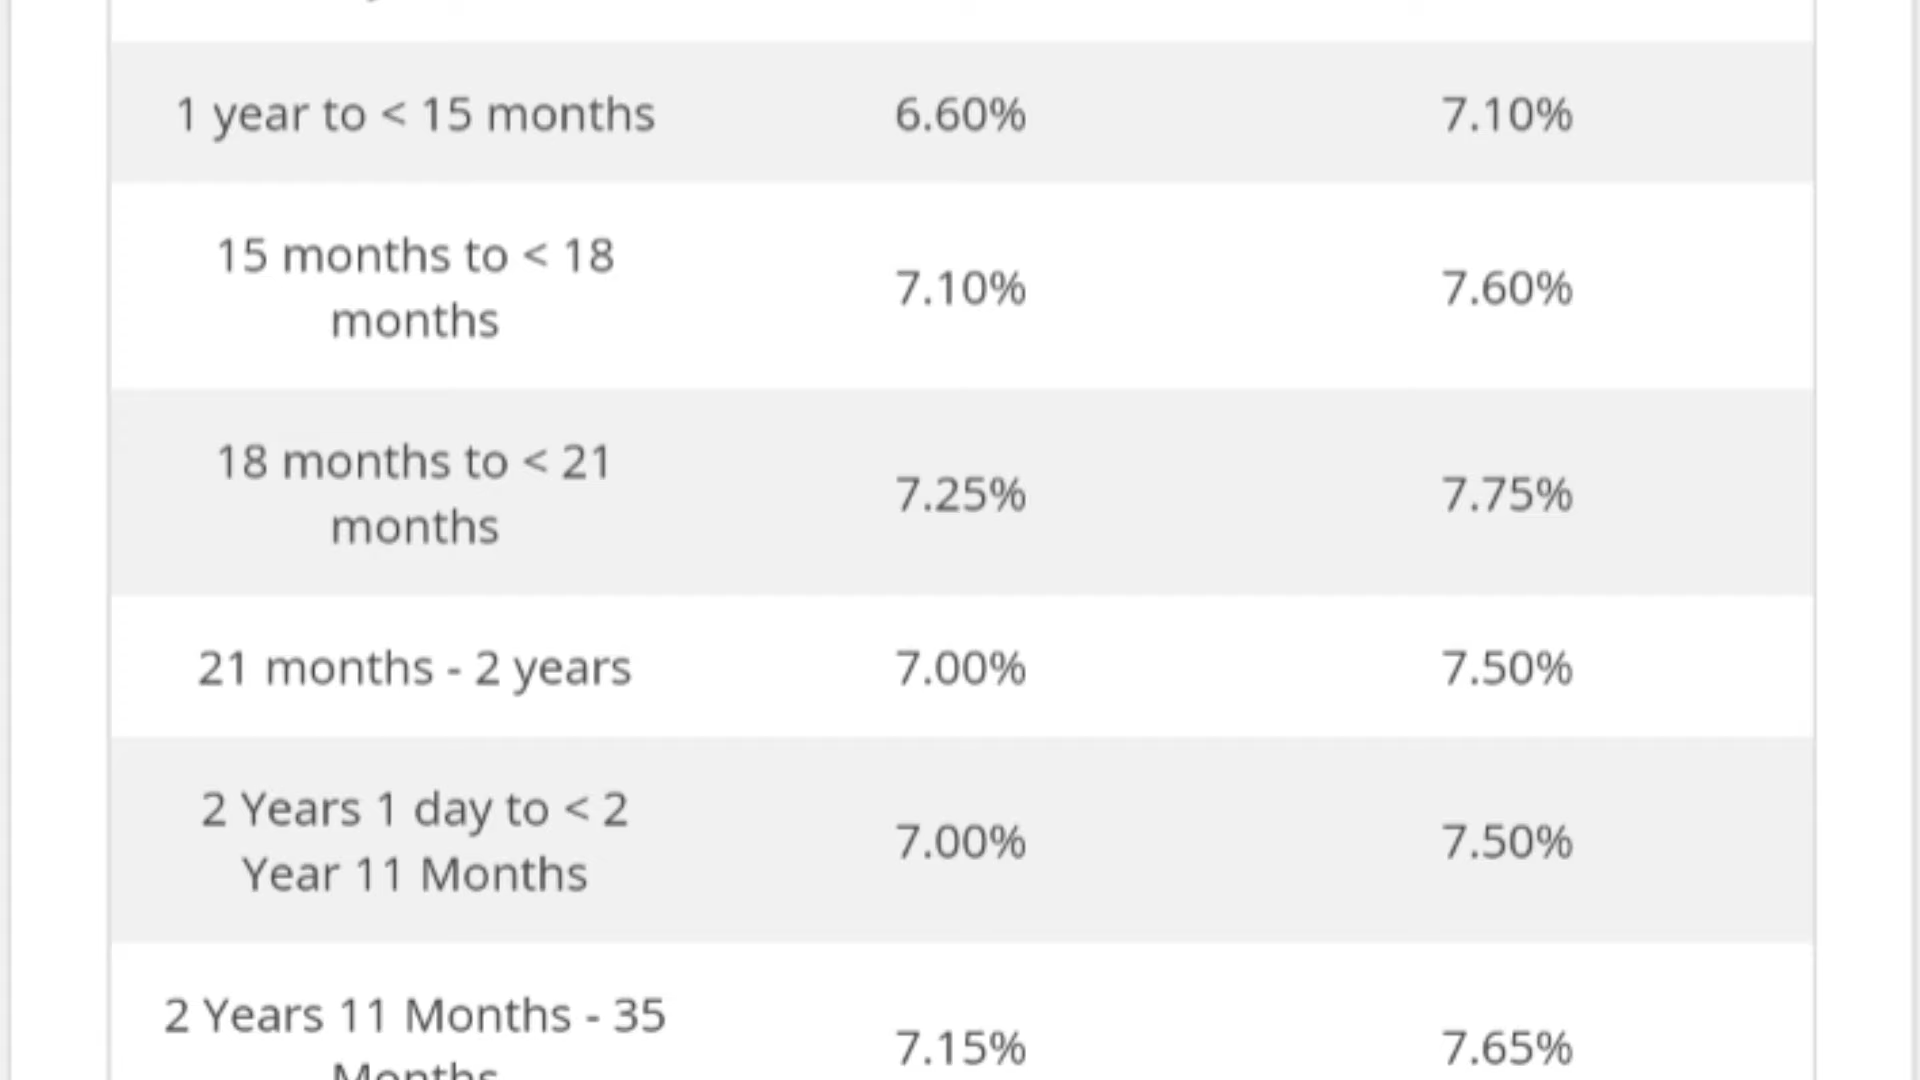 1 year to < 15 months 6.60% 7.10%
15 months to < 18
months 7.10% 7.60%
18 months to < 21
months 7.25% 7.75%
21 months - 2 years 7.00% 7.50%
2 Years 1 day to < 2
Year 11 Months 7.00% 7.50%
2 Years 11 Months - 35
Months 7.15% 7.65%